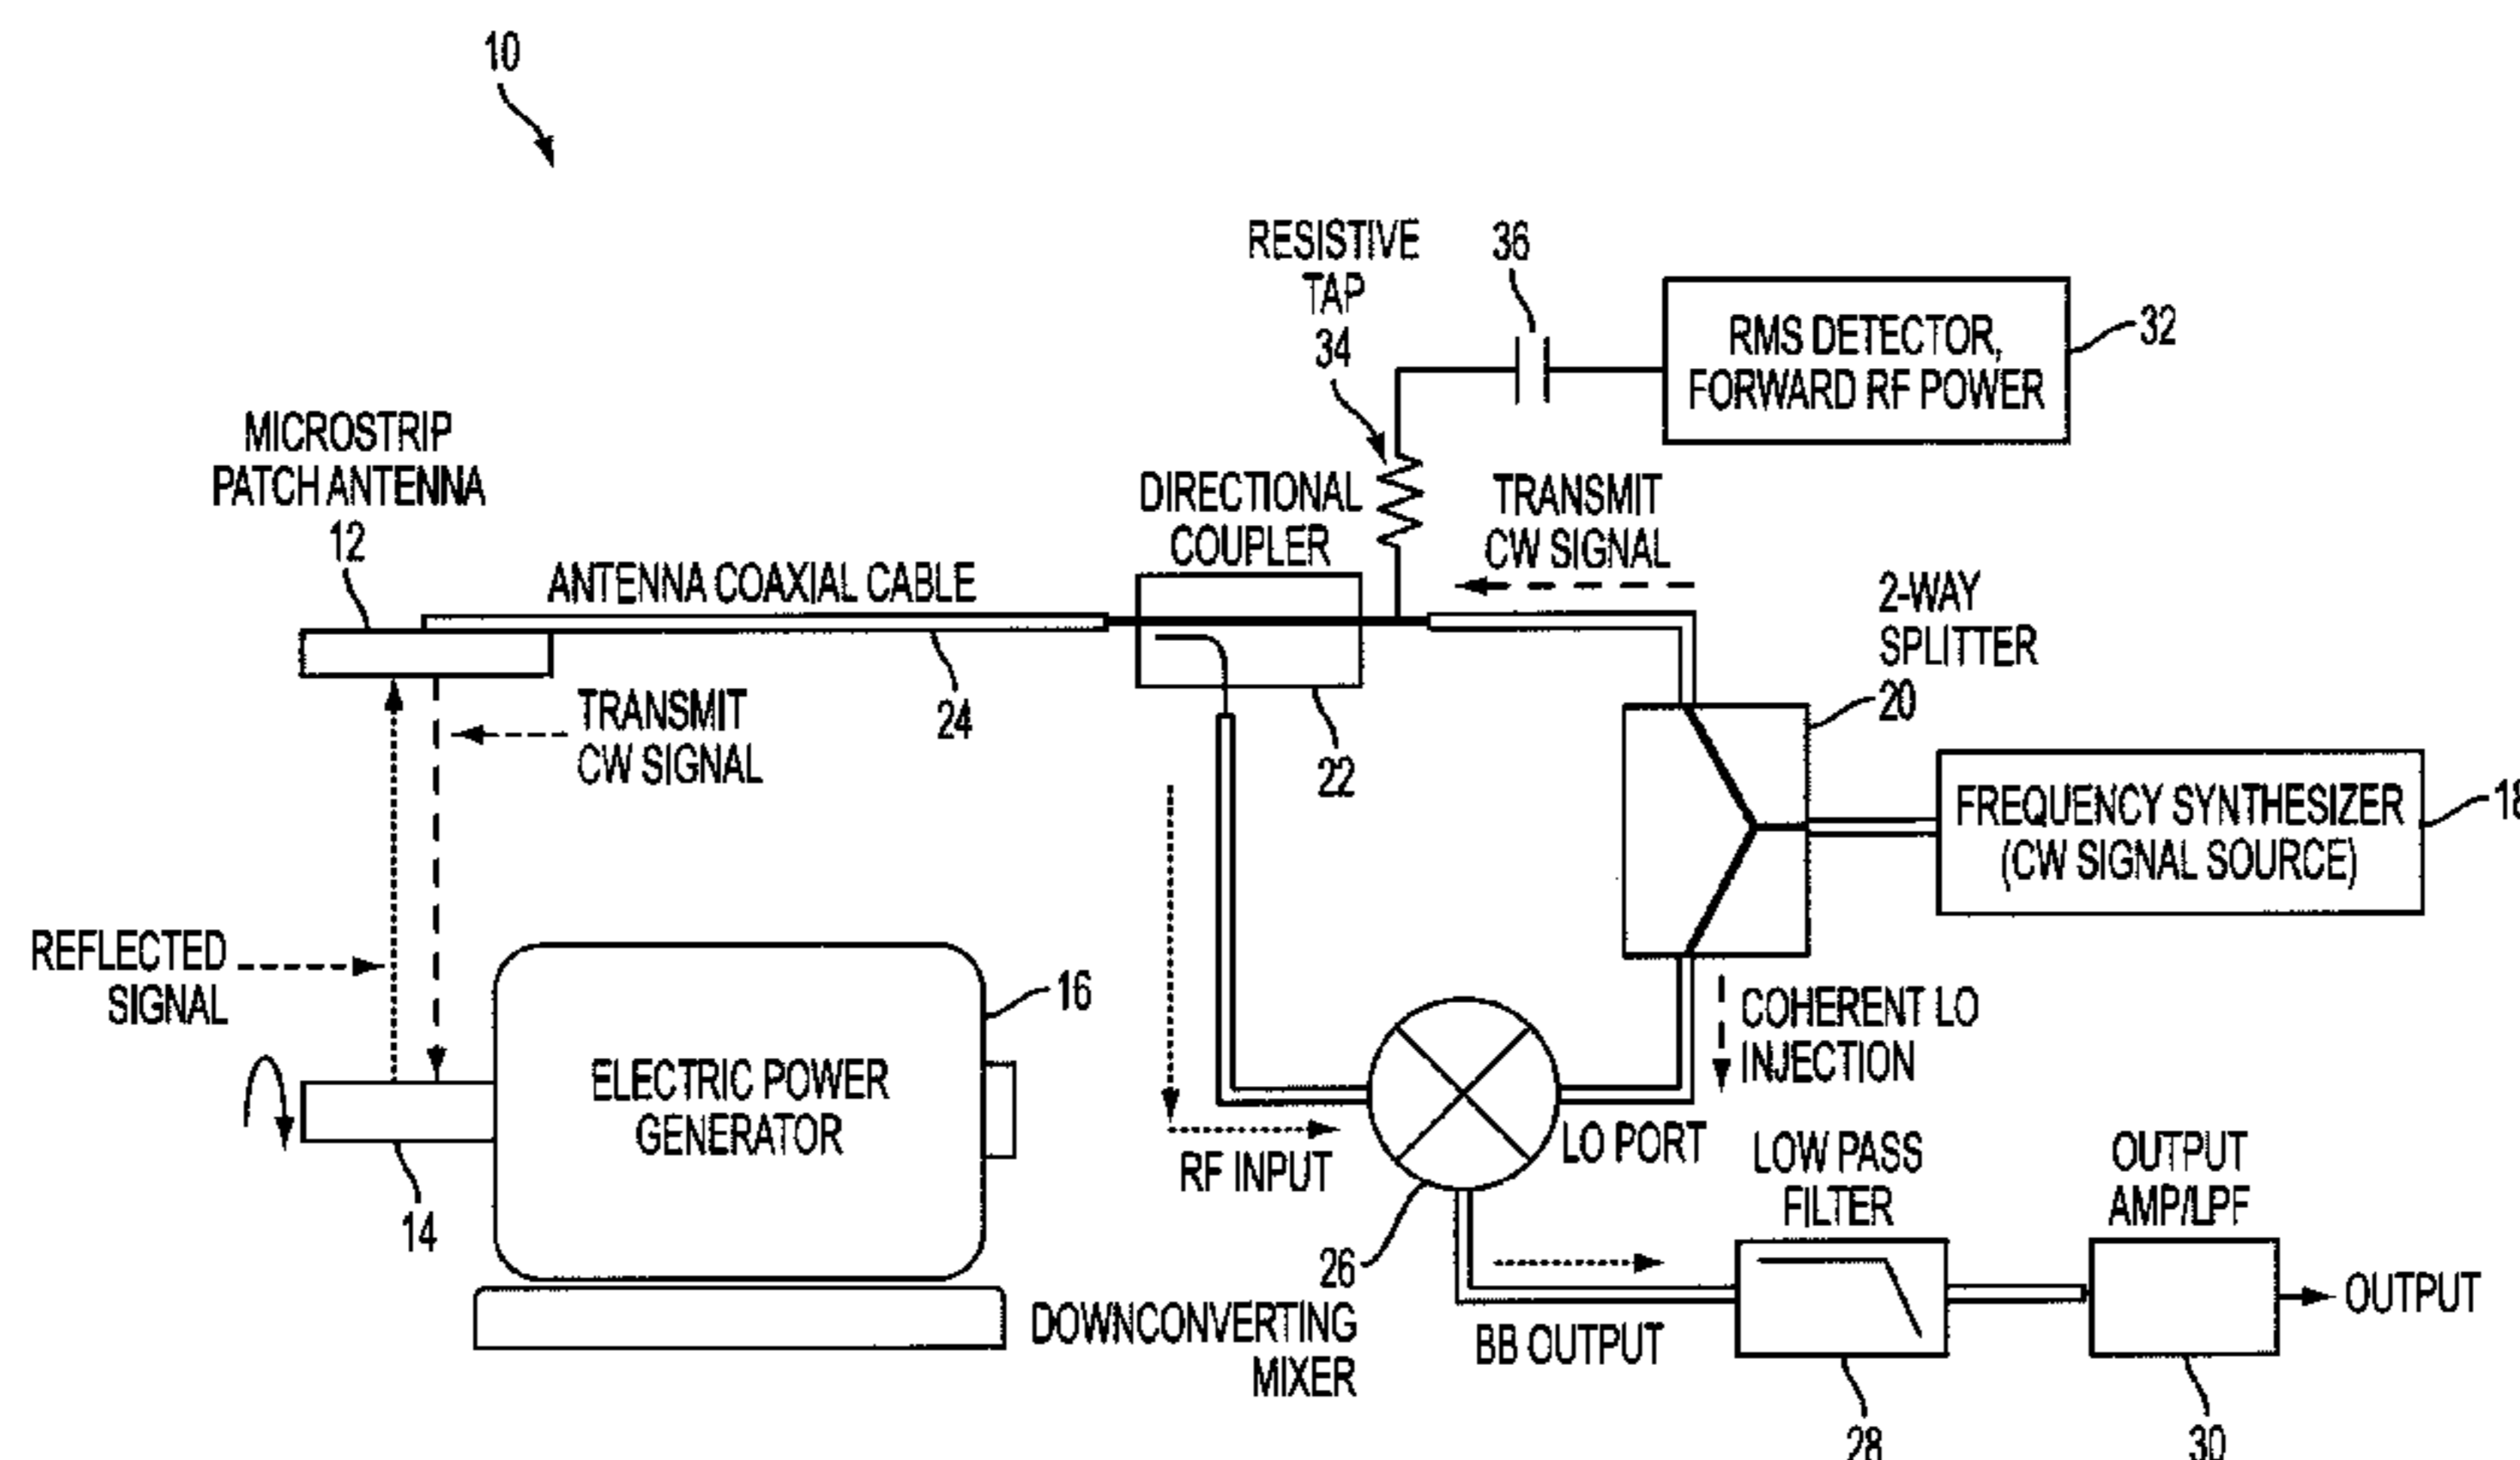 10
RESISTIVE
TAP
34
36
RMS DETECTOR,
FORWARD RF POWER
32
MICROSTRIP
PATCH ANTENNA
12
ANTENNA COAXIAL CABLE
24
DIRECTIONAL
COUPLER
22
TRANSMIT
CW SIGNAL
2-WAY
SPLITTER
20
TRANSMIT
CW SIGNAL
FREQUENCY SYNTHESIZER
(CW SIGNAL SOURCE)
18
REFLECTED
SIGNAL
ELECTRIC POWER
GENERATOR
16
14
COHERENT LO
INJECTION
RF INPUT
LO PORT
26
DOWNCONVERTING
MIXER
BB OUTPUT
LOW PASS
FILTER
28
OUTPUT
AMP/LPF
30
OUTPUT